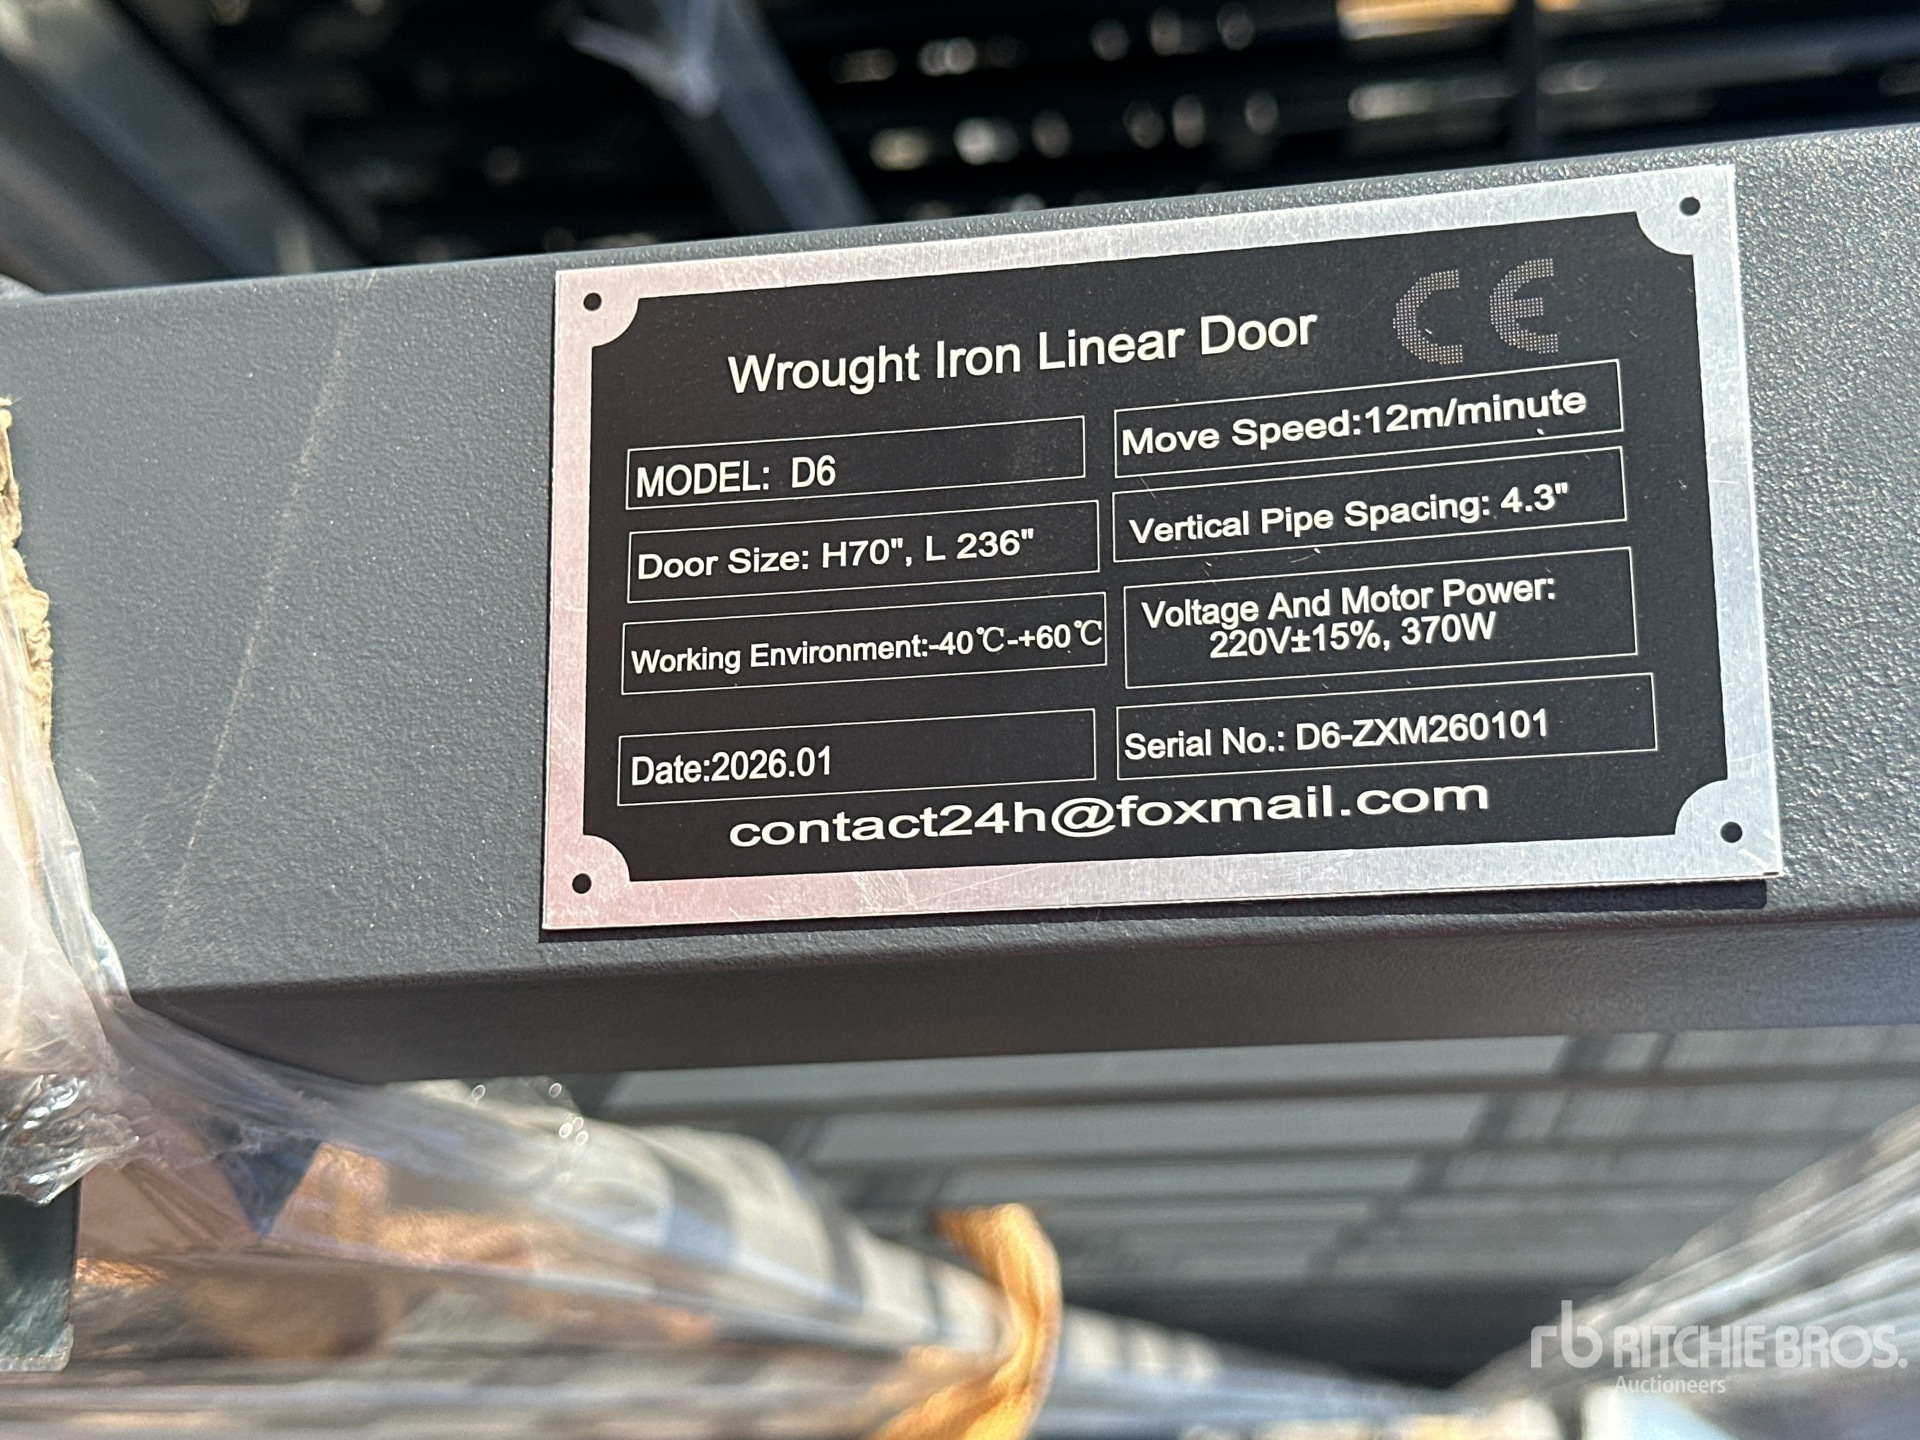 Wrought Iron Linear Door CE
MODEL: D6
Move Speed:12m/minute
Door Size: H70", L 236"
Vertical Pipe Spacing: 4.3"
Working Environment:-40℃-+60℃
Voltage And Motor Power:
220V±15%, 370W
Date:2026.01
Serial No.: D6-ZXM260101
contact24h@foxmail.com
rb RITCHIE BROS.
Auctioneers